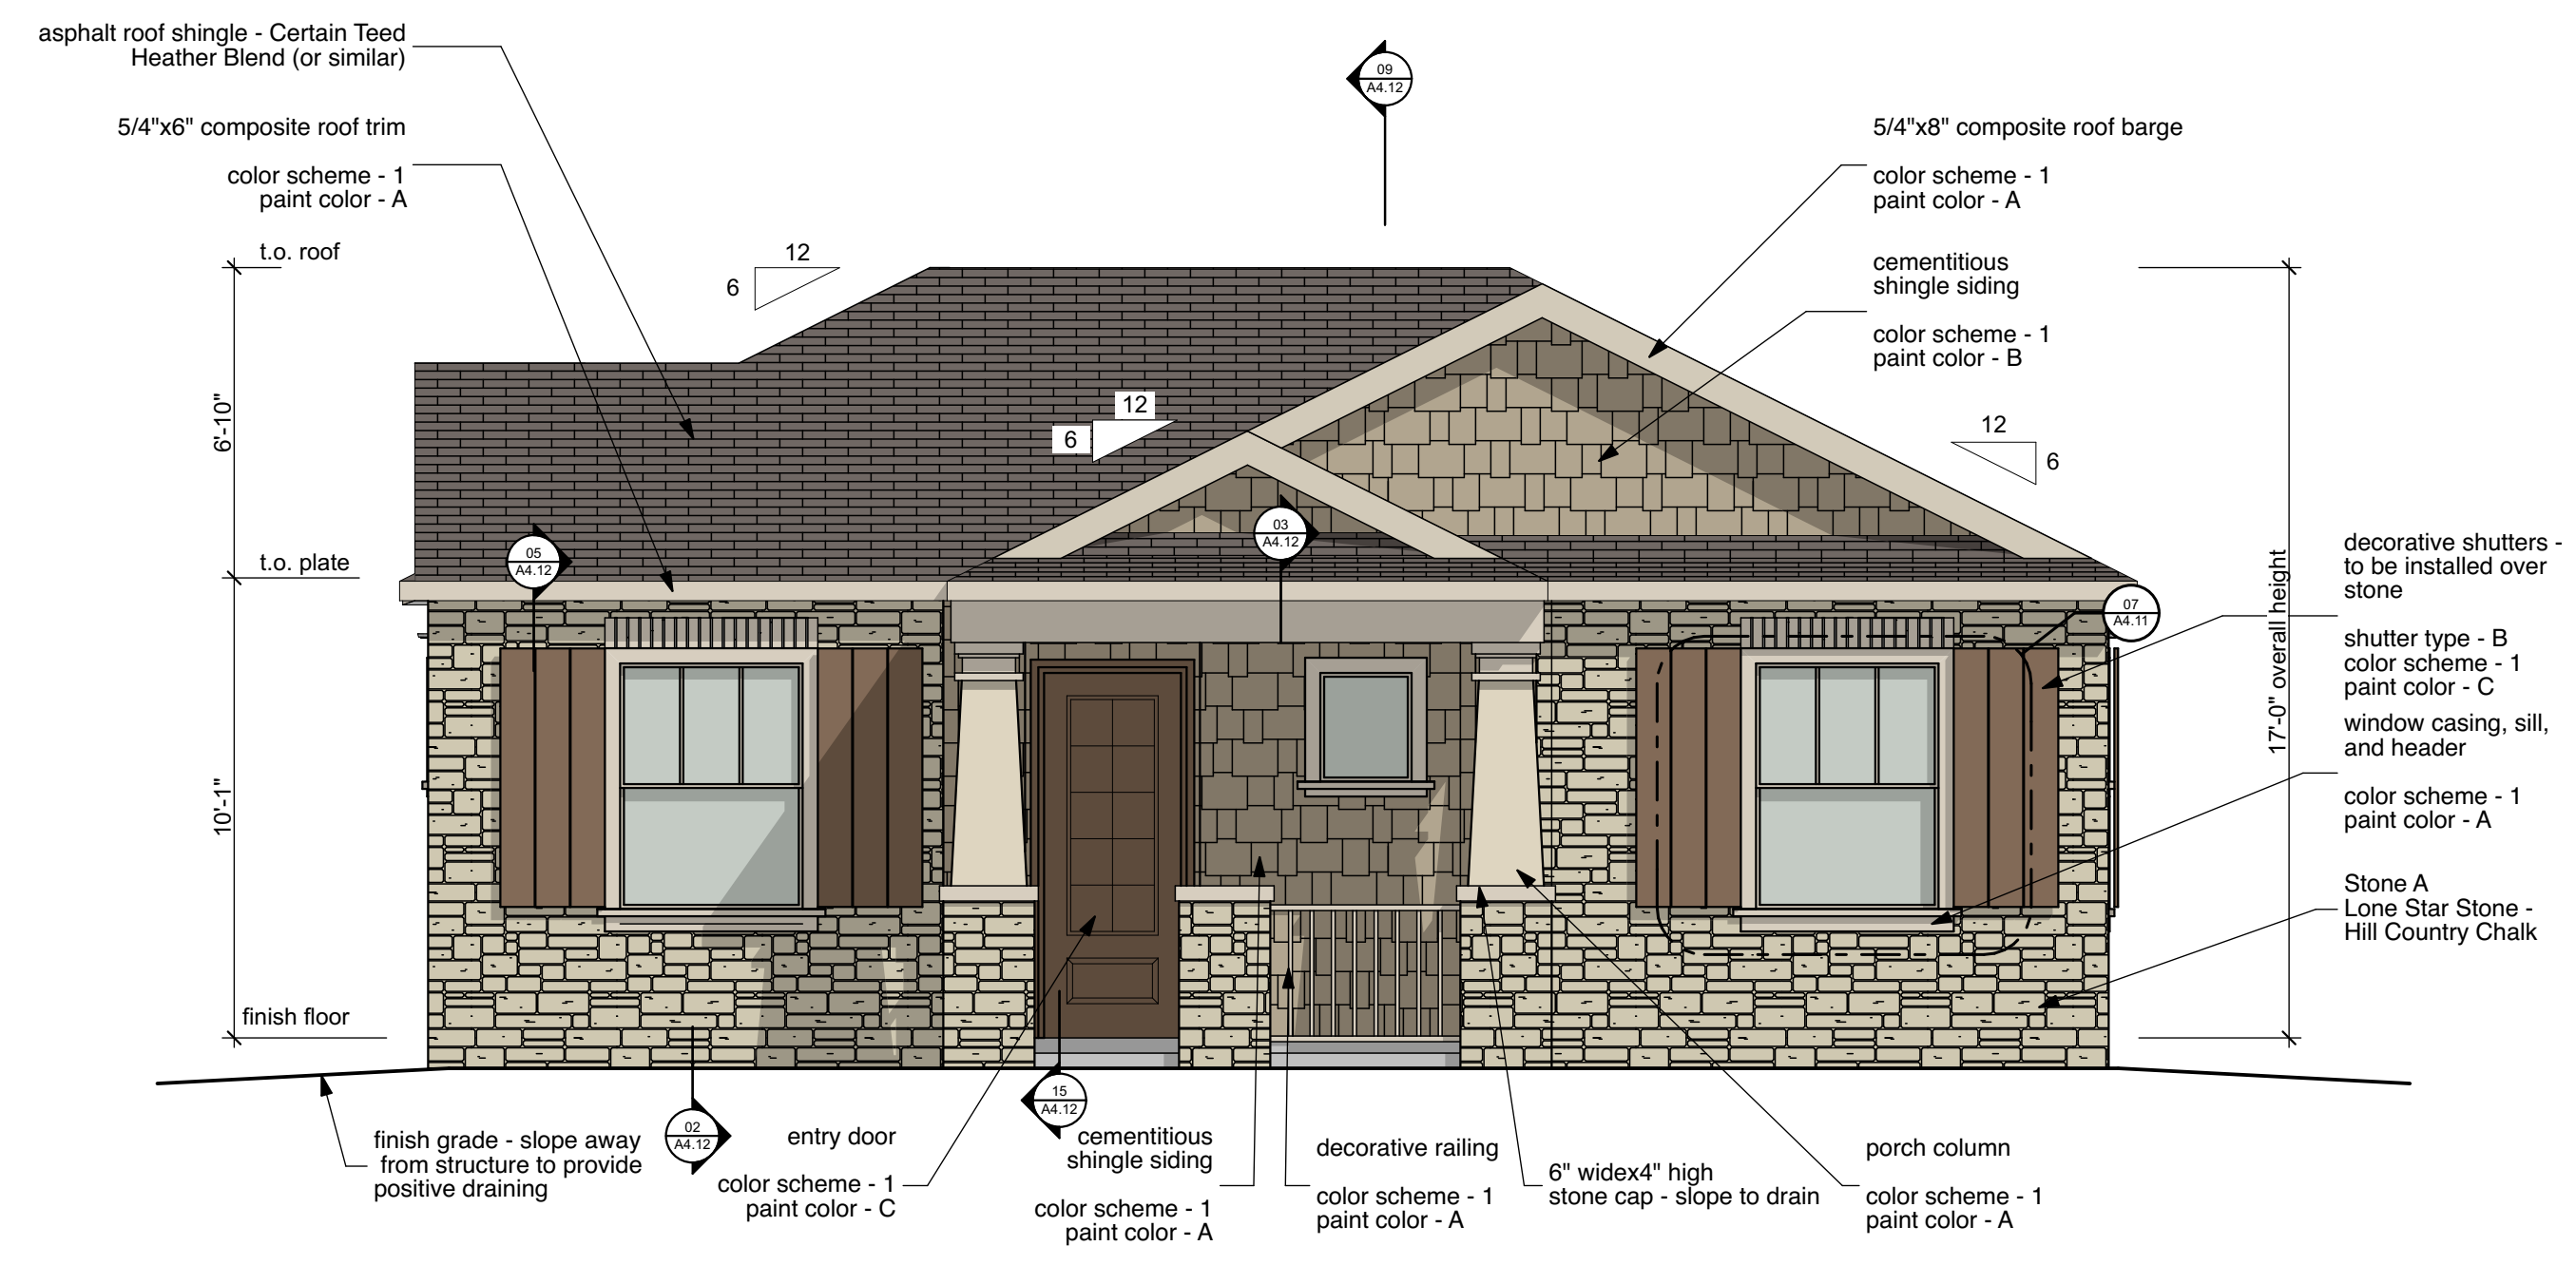 asphalt roof shingle - Certain Teed
Heather Blend (or similar)
5/4"x6" composite roof trim
color scheme - 1
paint color - A
t.o. roof
12
6
6'-10"
t.o. plate
10'-1"
finish floor
09
A4.12
5/4"x8" composite roof barge
color scheme - 1
paint color - A
cementitious
shingle siding
color scheme - 1
paint color - B
12
6
12
6
05
A4.12
03
A4.12
07
A4.11
17'-0" overall height
decorative shutters -
to be installed over
stone
shutter type - B
color scheme - 1
paint color - C
window casing, sill,
and header
color scheme - 1
paint color - A
Stone A
Lone Star Stone -
Hill Country Chalk
finish grade - slope away
from structure to provide
positive draining
02
A4.12
entry door
color scheme - 1
paint color - C
15
A4.12
cementitious
shingle siding
color scheme - 1
paint color - A
decorative railing
color scheme - 1
paint color - A
6" widex4" high
stone cap - slope to drain
porch column
color scheme - 1
paint color - A